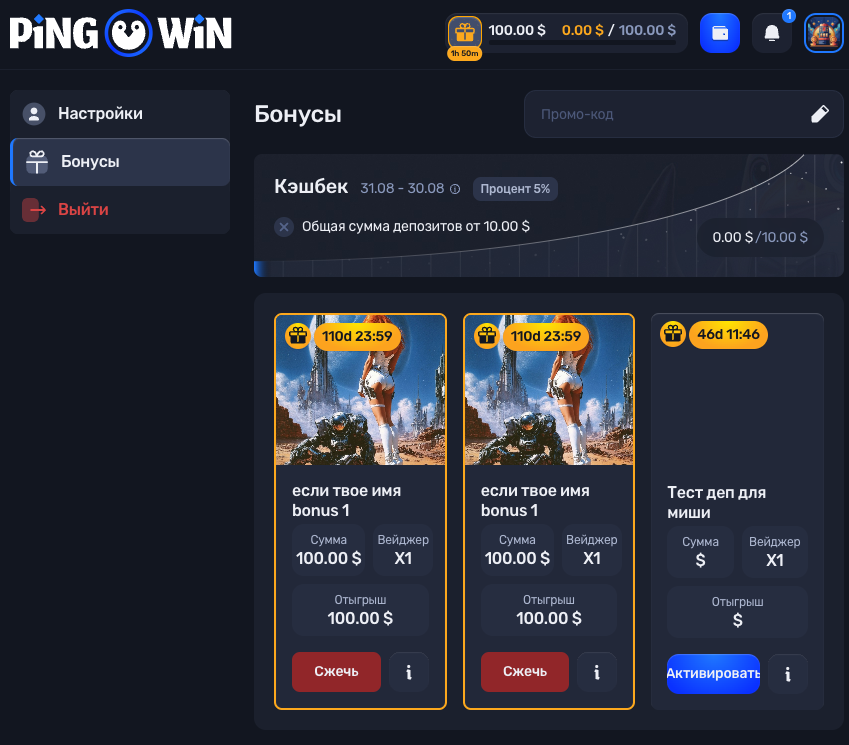 PiNG WiN
1h 50m
100.00 $ 0.00 $ / 100.00 $
1
Настройки
Бонусы
Выйти
Бонусы
Промо-код
Кэшбек 31.08 - 30.08 Процент 5%
Общая сумма депозитов от 10.00 $
0.00 $/10.00 $
110d 23:59
если твое имя
bonus 1
Сумма
100.00 $
Вейджер
X1
Отыгрыш
100.00 $
Сжечь
i
110d 23:59
если твое имя
bonus 1
Сумма
100.00 $
Вейджер
X1
Отыгрыш
100.00 $
Сжечь
i
46d 11:46
Тест деп для
миши
Сумма
$
Вейджер
X1
Отыгрыш
$
Активировать
i